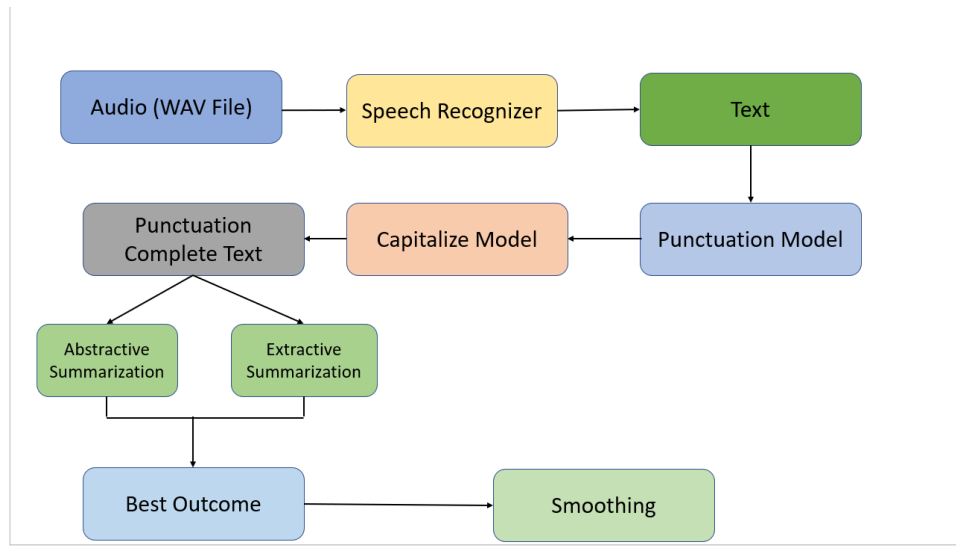 Audio (WAV File)
Speech Recognizer
Text
Punctuation
Complete Text
Capitalize Model
Punctuation Model
Abstractive
Summarization
Extractive
Summarization
Best Outcome
Smoothing